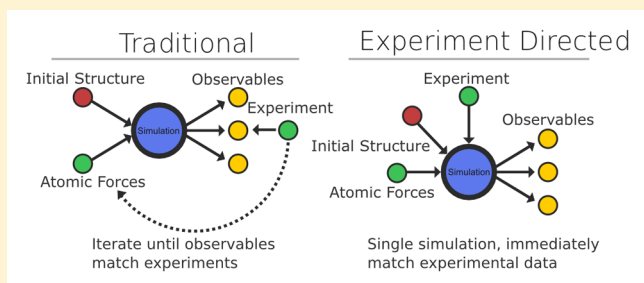 Traditional
Initial Structure
Observables
Experiment
Simulation
Atomic Forces
Iterate until observables
match experiments
Experiment Directed
Experiment
Observables
Initial Structure
Simulation
Atomic Forces
Single simulation, immediately
match experimental data